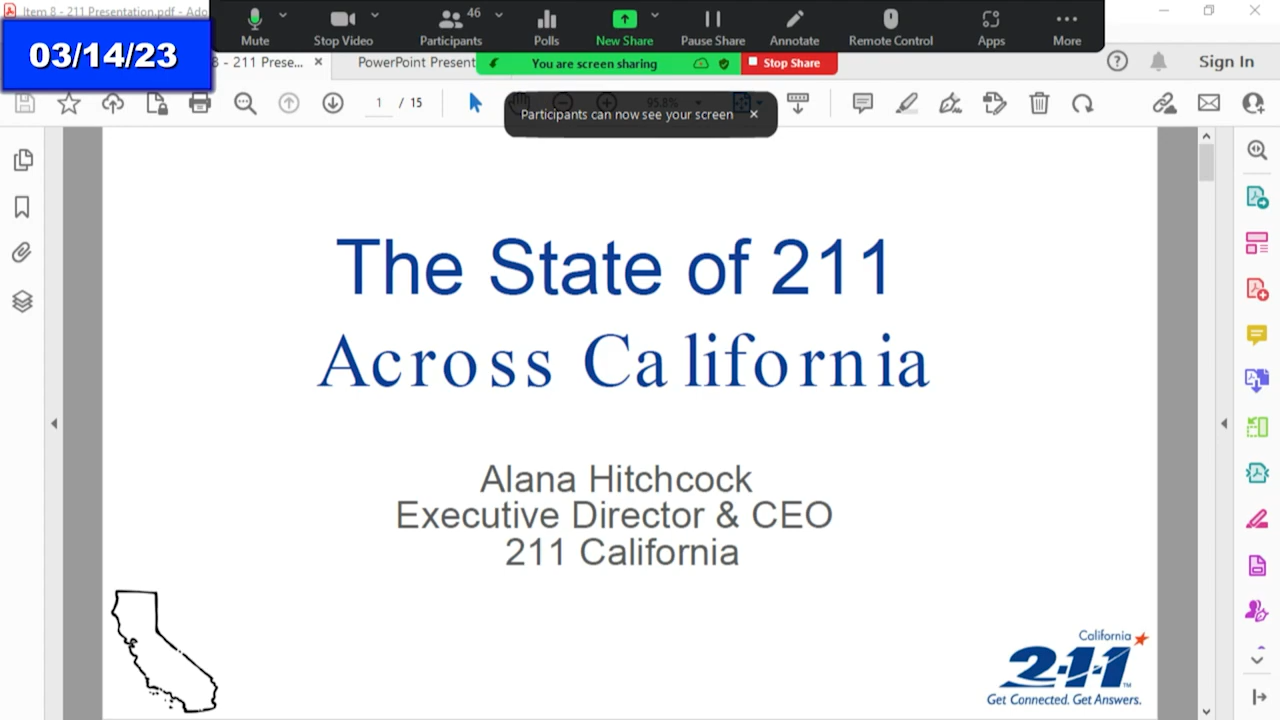 Item 8 - 211 Presentation.pdf - Ado
03/14/23
Mute
Stop Video
46
Participants
Polls
New Share
Pause Share
Annotate
Remote Control
Apps
More
8 - 211 Prese...
PowerPoint Present
You are screen sharing
Stop Share
Sign In
1 / 15
95.8%
Participants can now see your screen
The State of 211
Across California
Alana Hitchcock
Executive Director & CEO
211 California
California
2-1-1
TM
Get Connected. Get Answers.